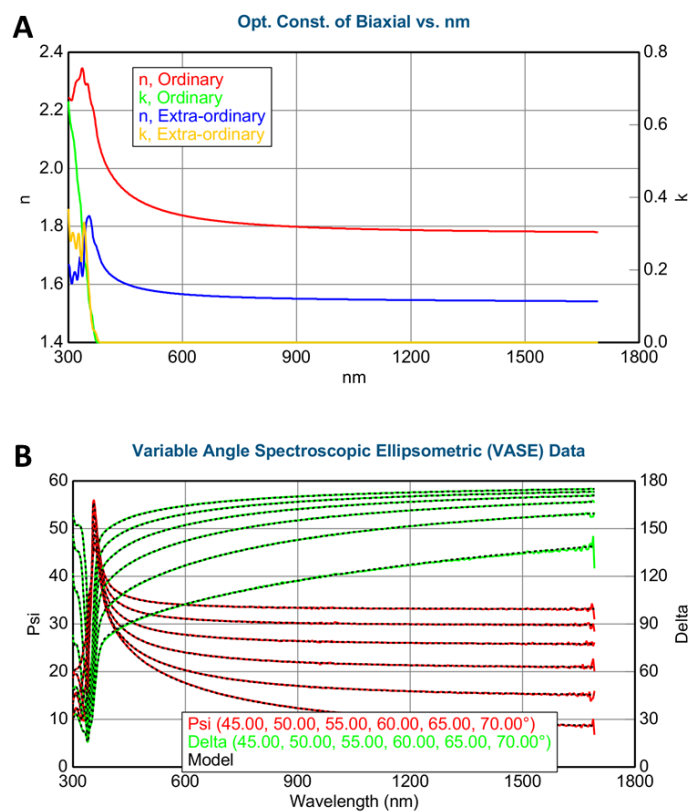 A
Opt. Const. of Biaxial vs. nm
2.4
2.2
2.0
1.8
1.6
1.4
n
n, Ordinary
k, Ordinary
n, Extra-ordinary
k, Extra-ordinary
0.8
0.6
0.4
0.2
0.0
k
300
600
900
1200
1500
1800
nm
B
Variable Angle Spectroscopic Ellipsometric (VASE) Data
60
50
40
30
20
10
0
Psi
180
150
120
90
60
30
0
Delta
Psi (45.00, 50.00, 55.00, 60.00, 65.00, 70.00°)
Delta (45.00, 50.00, 55.00, 60.00, 65.00, 70.00°)
Model
300
600
900
1200
1500
1800
Wavelength (nm)